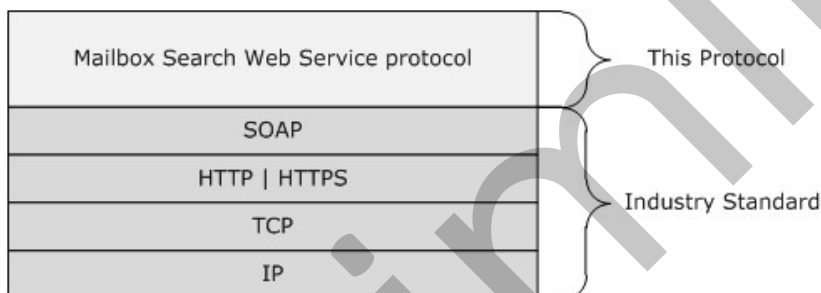 Mailbox Search Web Service protocol
This Protocol
SOAP
HTTP | HTTPS
Industry Standard
TCP
IP